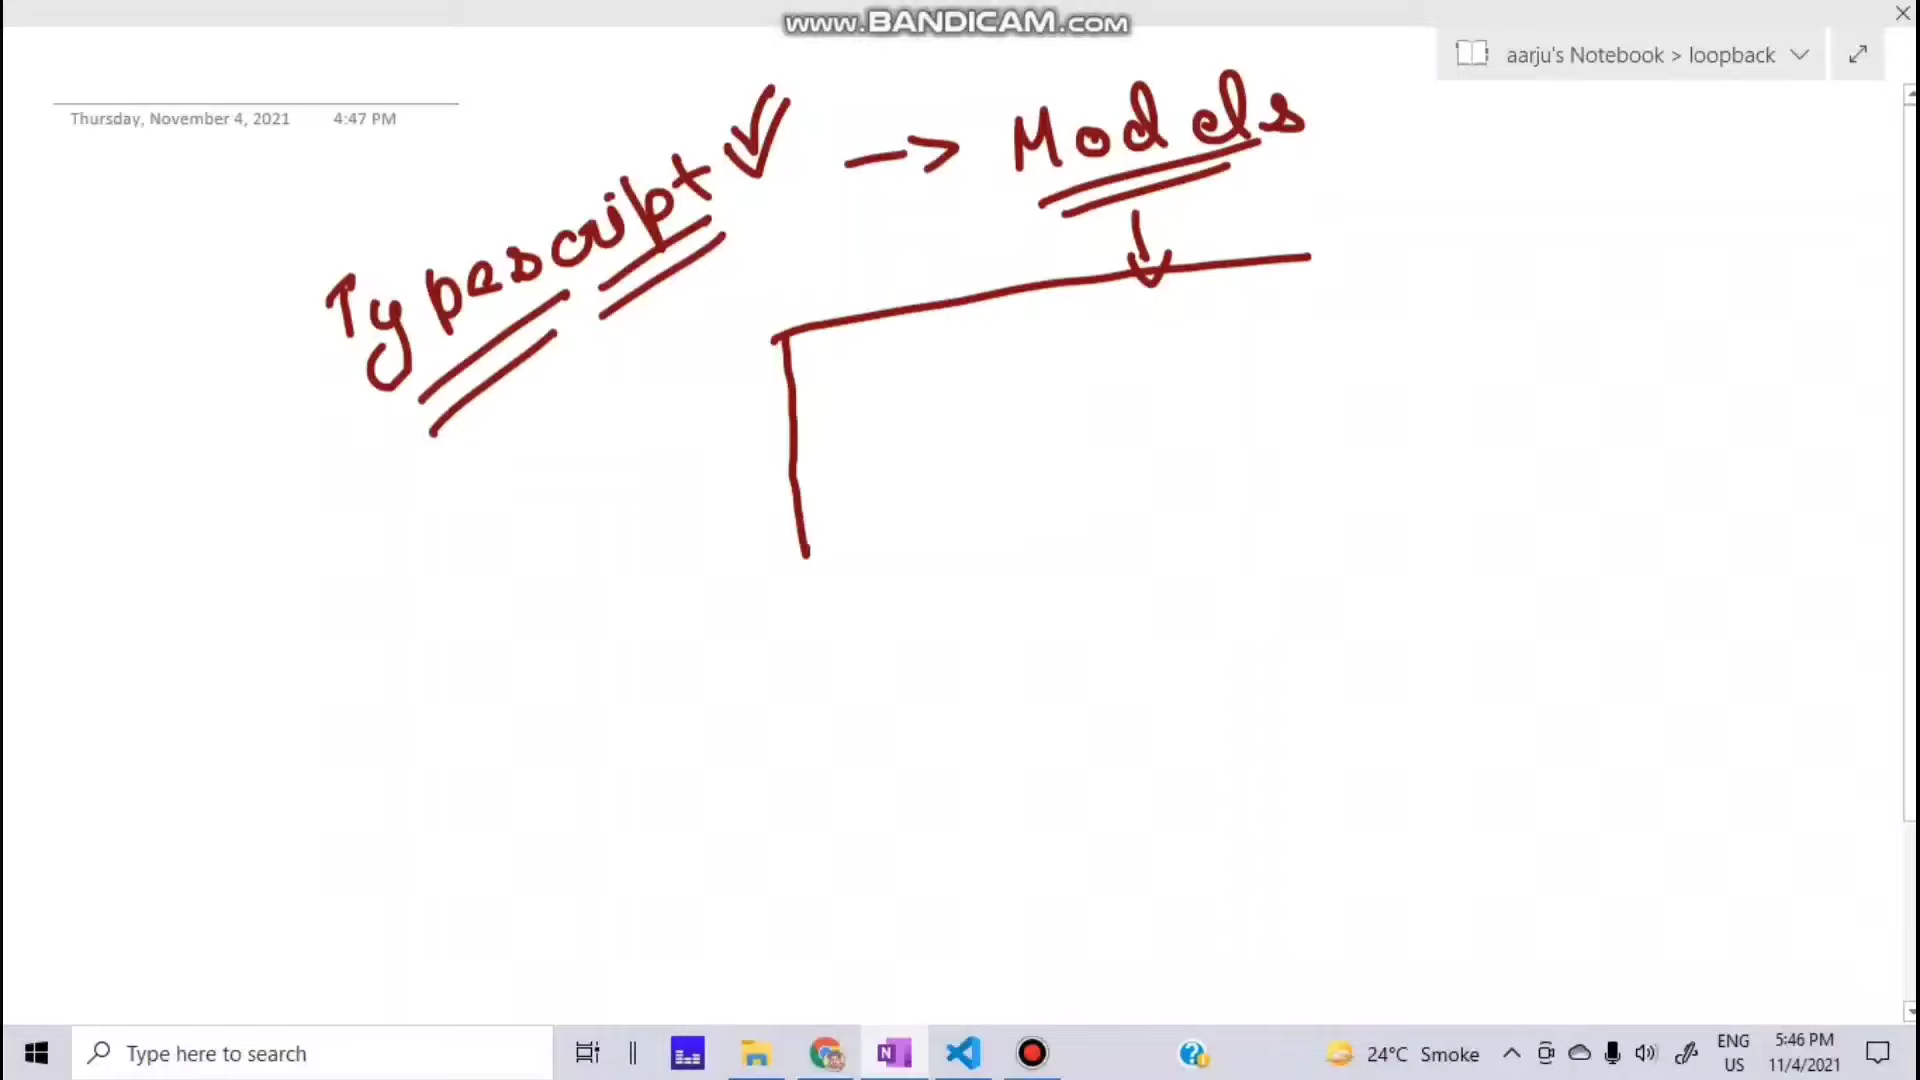 www.BANDICAM.com
aarju's Notebook > loopback
Thursday, November 4, 2021 4:47 PM
Typescript -> Models
Type here to search
24°C Smoke
ENG
US
5:46 PM
11/4/2021